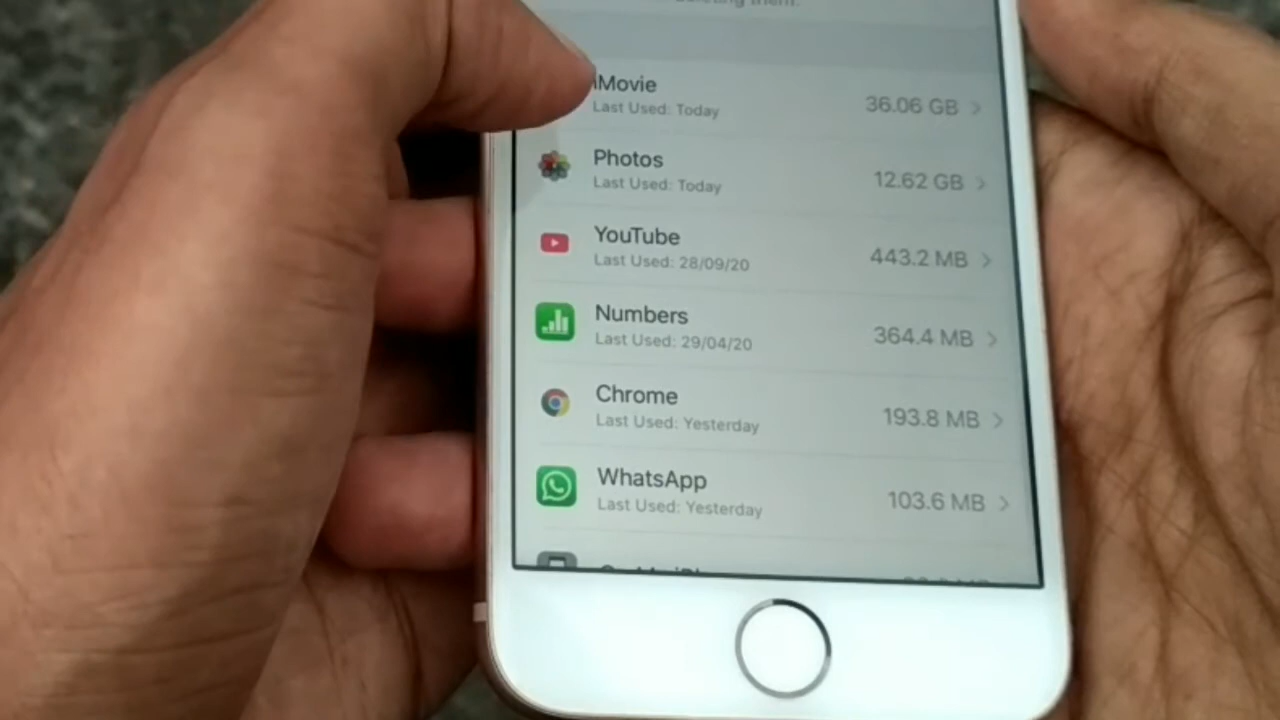 deleting them.
iMovie
Last Used: Today
36.06 GB
Photos
Last Used: Today
12.62 GB
YouTube
Last Used: 28/09/20
443.2 MB
Numbers
Last Used: 29/04/20
364.4 MB
Chrome
Last Used: Yesterday
193.8 MB
WhatsApp
Last Used: Yesterday
103.6 MB